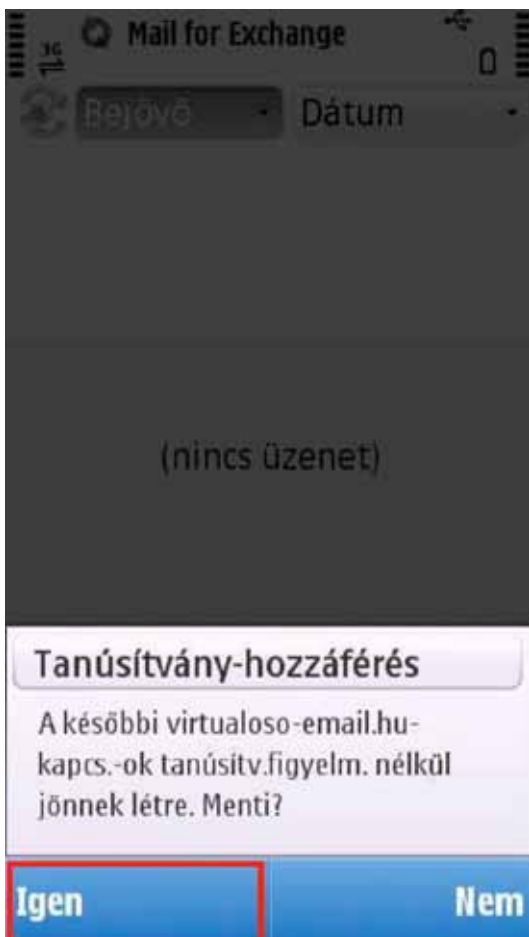 3G Mail for Exchange
Bejövő Dátum
(nincs üzenet)
Tanúsítvány-hozzáférés
A későbbi virtualoso-email.hu-
kapcs.-ok tanúsítv.figyelm. nélkül
jönnek létre. Menti?
Igen Nem